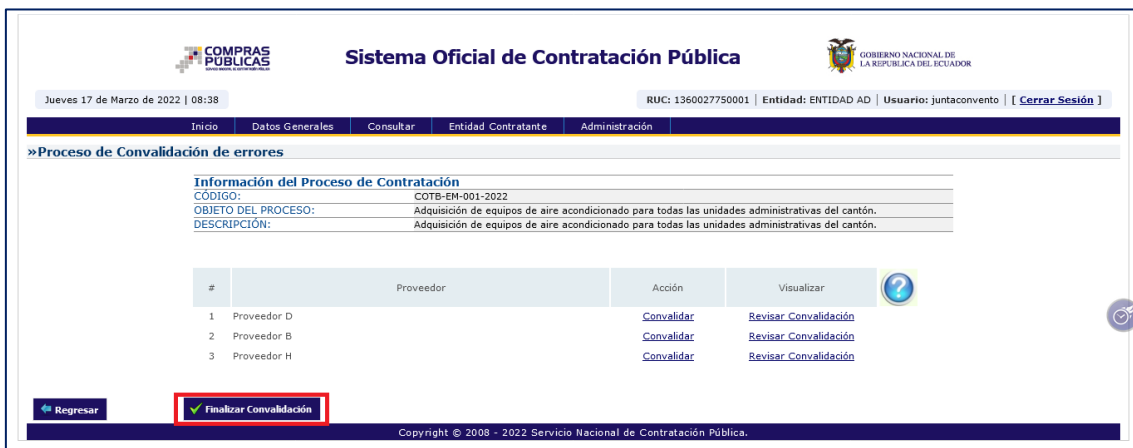 COMPRAS
PÚBLICAS
Sistema Oficial de Contratación Pública
GOBIERNO NACIONAL DE
LA REPUBLICA DEL ECUADOR
Jueves 17 de Marzo de 2022 | 08:38
RUC: 1360027750001 | Entidad: ENTIDAD AD | Usuario: juntaconvento | [ Cerrar Sesión ]
Inicio Datos Generales Consultar Entidad Contratante Administración
»Proceso de Convalidación de errores
Información del Proceso de Contratación
CÓDIGO: COTB-EM-001-2022
OBJETO DEL PROCESO: Adquisición de equipos de aire acondicionado para todas las unidades administrativas del cantón.
DESCRIPCIÓN: Adquisición de equipos de aire acondicionado para todas las unidades administrativas del cantón.
# Proveedor Acción Visualizar ?
1 Proveedor D Convalidar Revisar Convalidación
2 Proveedor B Convalidar Revisar Convalidación
3 Proveedor H Convalidar Revisar Convalidación
Regresar Finalizar Convalidación
Copyright © 2008 - 2022 Servicio Nacional de Contratación Pública.